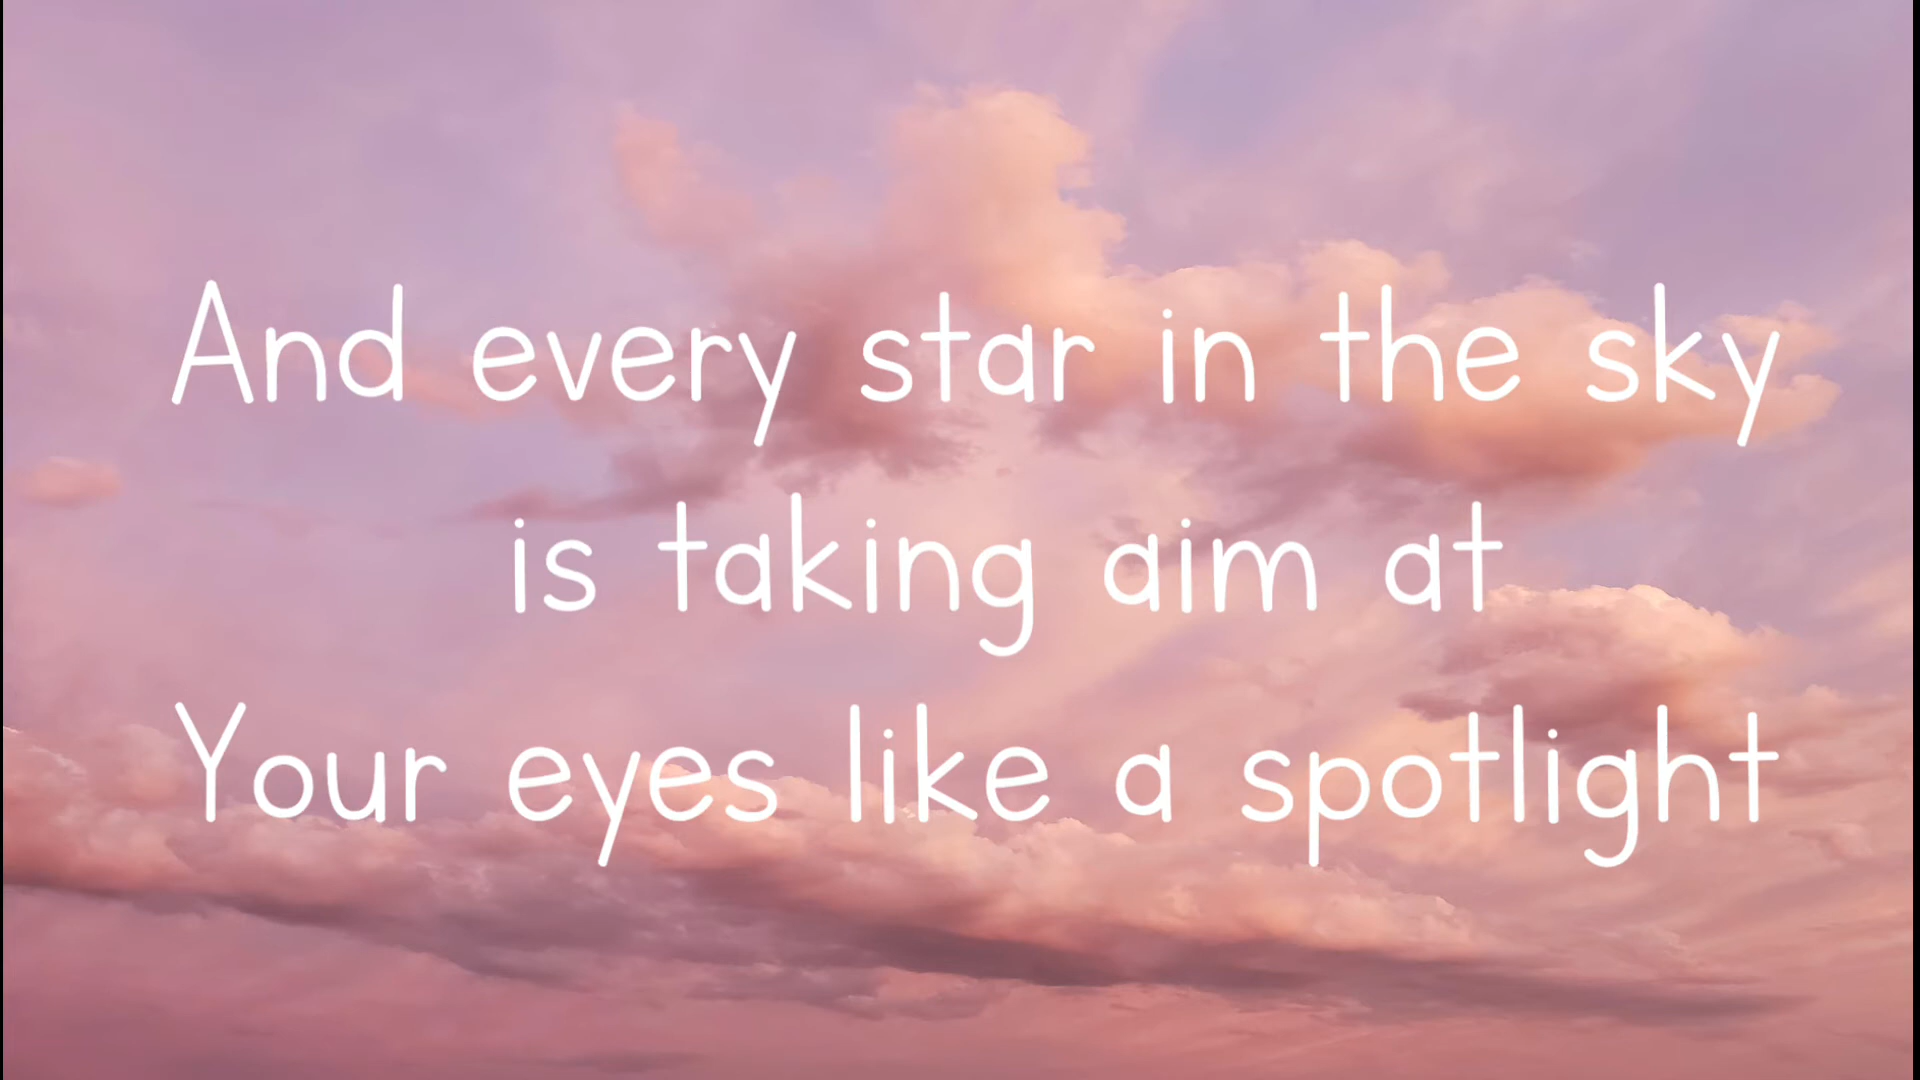 And every star in the sky
is taking aim at
Your eyes like a spotlight